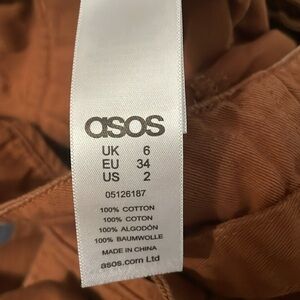 asos
UK 6
EU 34
US 2
05126187
100% COTTON
100% COTON
100% ALGODÓN
100% BAUMWOLLE
MADE IN CHINA
asos.com Ltd